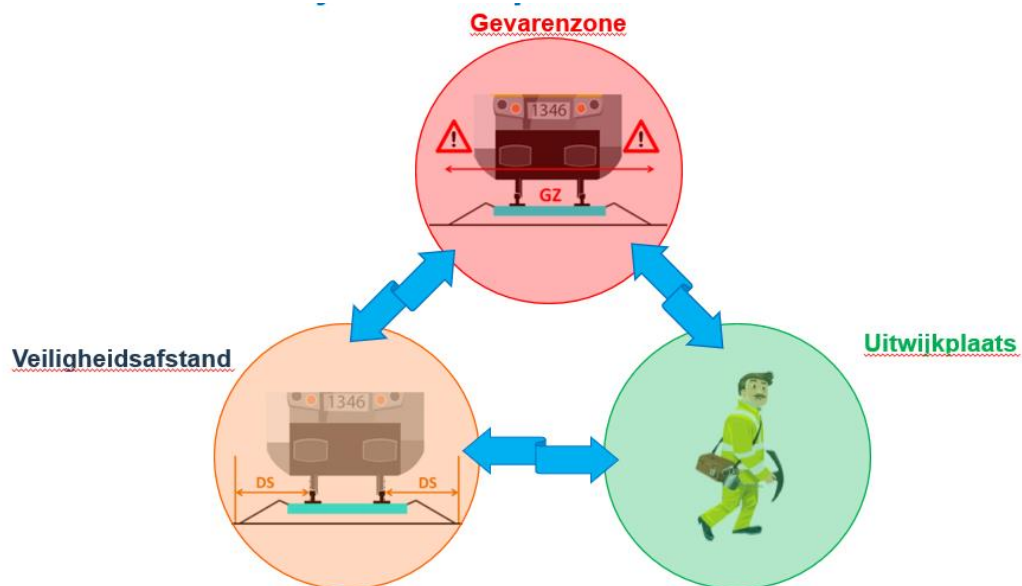 Gevarenzone
1346
GZ
Veiligheidsafstand
Uitwijkplaats
1346
DS DS